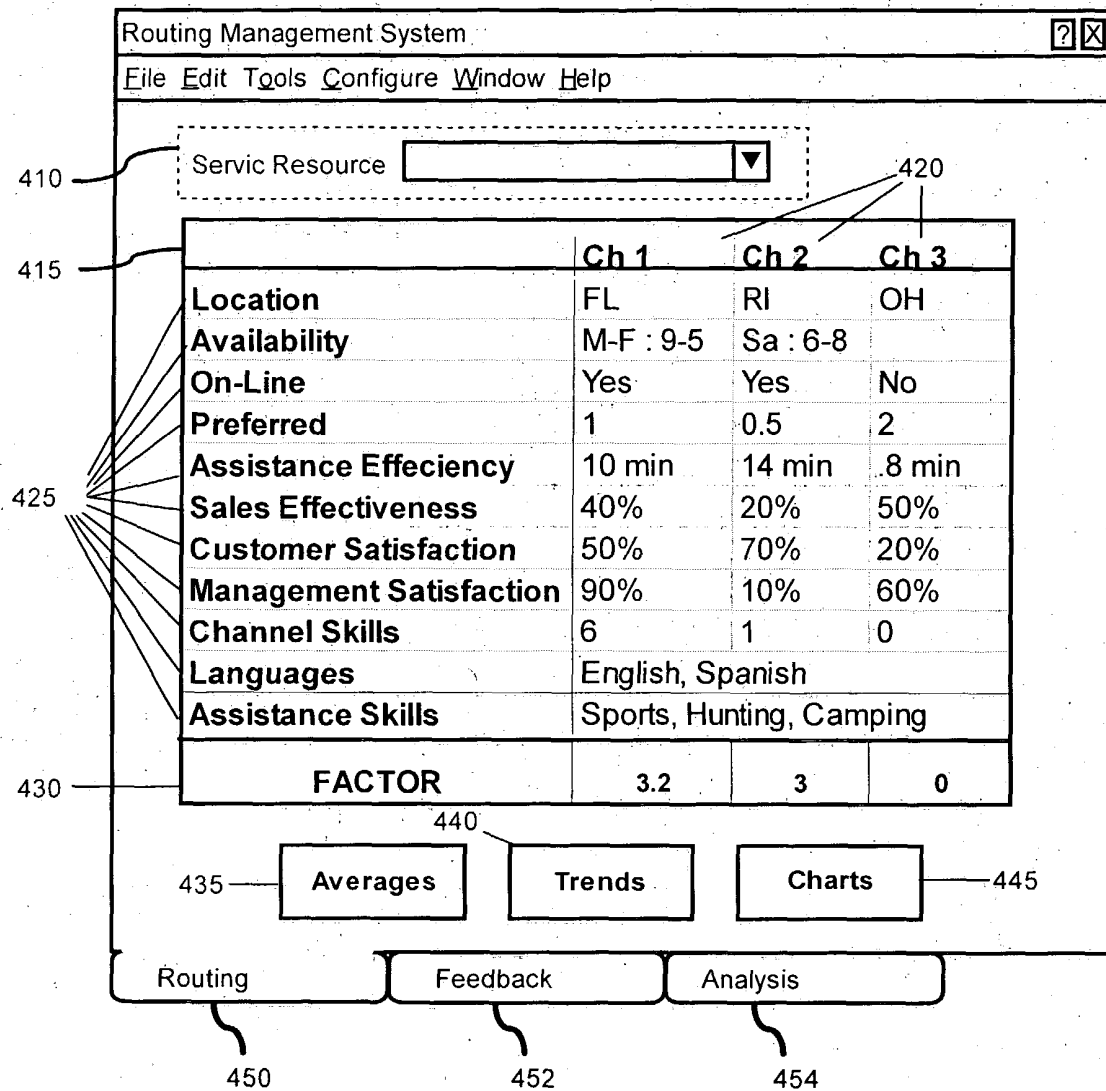 Routing Management System ? X
File Edit Tools Configure Window Help
410 Servic Resource
420
415 Ch 1 Ch 2 Ch 3
Location FL RI OH
Availability M-F : 9-5 Sa : 6-8
On-Line Yes Yes No
Preferred 1 0.5 2
Assistance Effeciency 10 min 14 min .8 min
425
Sales Effectiveness 40% 20% 50%
Customer Satisfaction 50% 70% 20%
Management Satisfaction 90% 10% 60%
Channel Skills 6 1 0
Languages English, Spanish
Assistance Skills Sports, Hunting, Camping
430 FACTOR 3.2 3 0
440
435 Averages Trends Charts 445
Routing Feedback Analysis
450 452 454